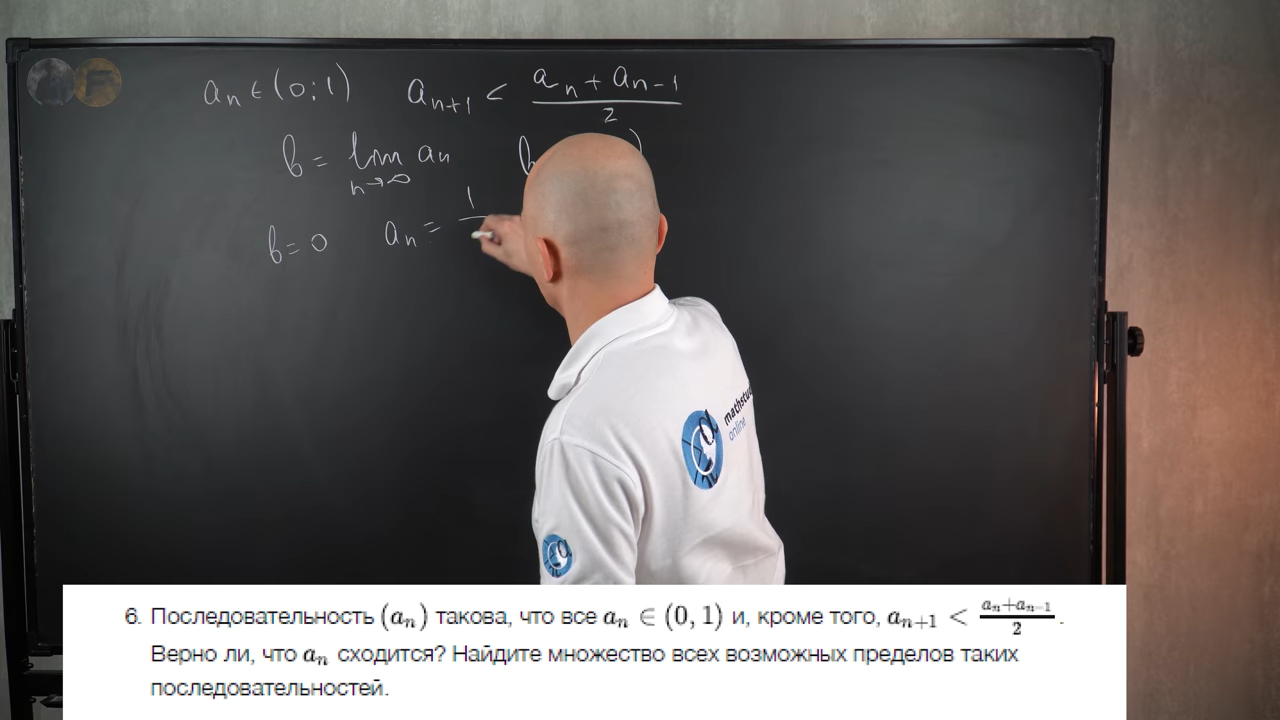 aₙ ∈ (0; 1) aₙ₊₁ < (aₙ + aₙ₋₁)/2
b = lim aₙ b )
n→∞
b = 0 aₙ = 1
mathstud
online
6. Последовательность (aₙ) такова, что все aₙ ∈ (0, 1) и, кроме того, aₙ₊₁ < (aₙ+aₙ₋₁)/2.
Верно ли, что aₙ сходится? Найдите множество всех возможных пределов таких
последовательностей.